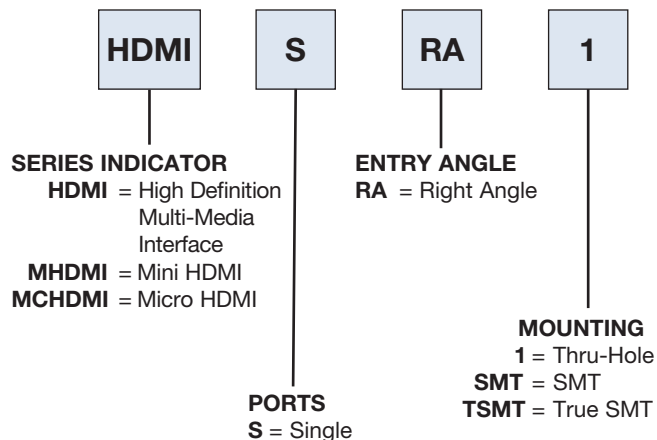 HDMI S RA 1
SERIES INDICATOR
HDMI = High Definition
Multi-Media
Interface
MHDMI = Mini HDMI
MCHDMI = Micro HDMI
PORTS
S = Single
ENTRY ANGLE
RA = Right Angle
MOUNTING
1 = Thru-Hole
SMT = SMT
TSMT = True SMT